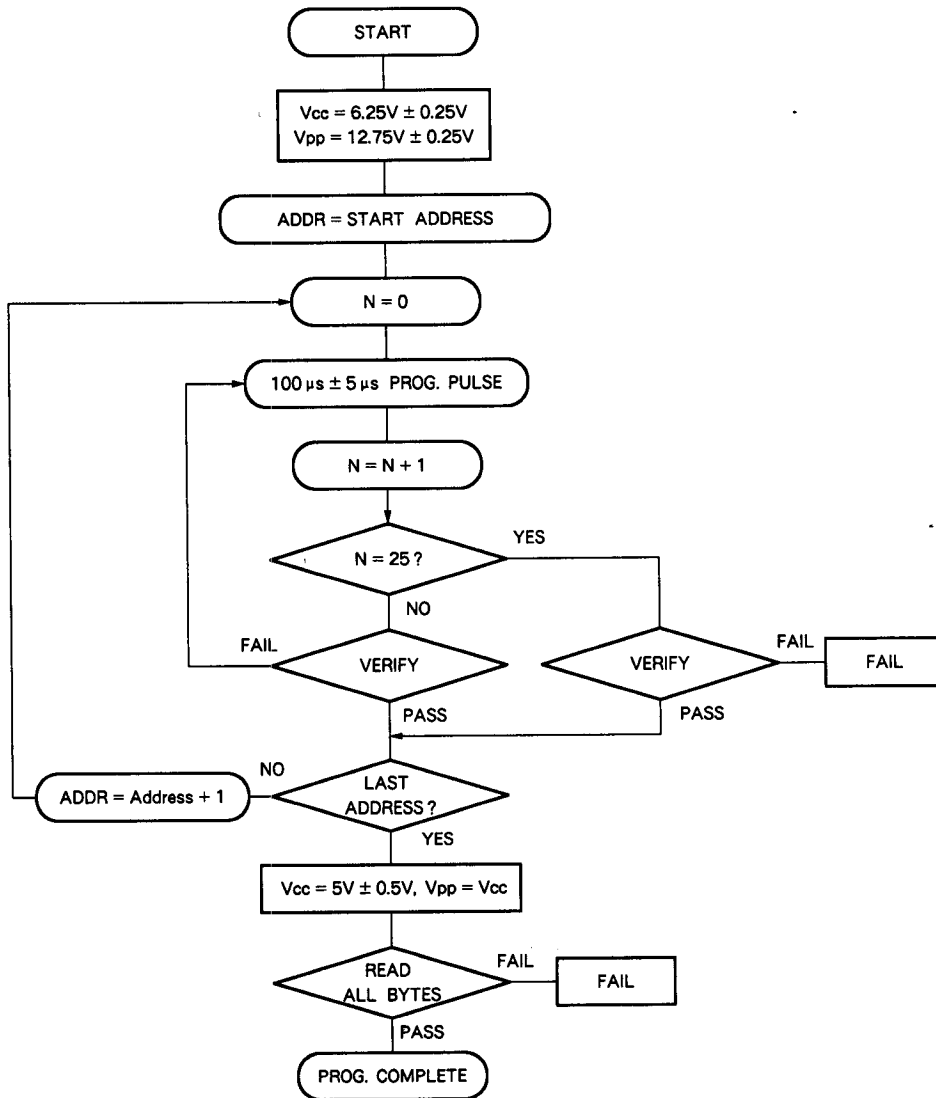 START
Vcc = 6.25V ± 0.25V
Vpp = 12.75V ± 0.25V
ADDR = START ADDRESS
N = 0
100 µs ± 5 µs PROG. PULSE
N = N + 1
N = 25 ?
YES
NO
VERIFY
FAIL
VERIFY
FAIL
FAIL
PASS
PASS
LAST
ADDRESS ?
NO
ADDR = Address + 1
YES
Vcc = 5V ± 0.5V, Vpp = Vcc
READ
ALL BYTES
FAIL
FAIL
PASS
PROG. COMPLETE